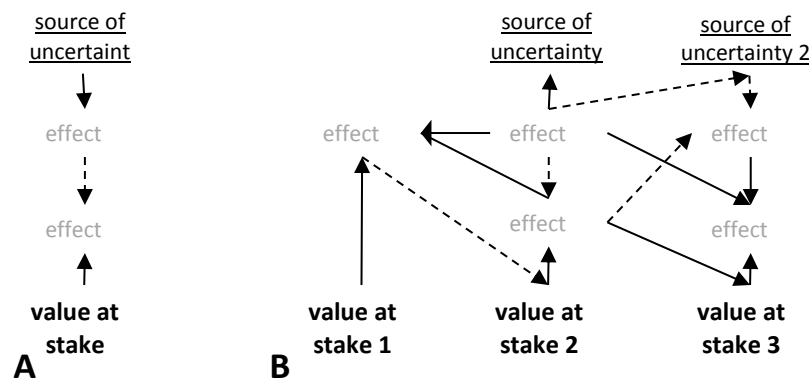 source of
uncertaint
effect
effect
value at
stake
A
source of
uncertainty
source of
uncertainty 2
effect
effect
effect
effect
effect
value at
stake 1
value at
stake 2
value at
stake 3
B